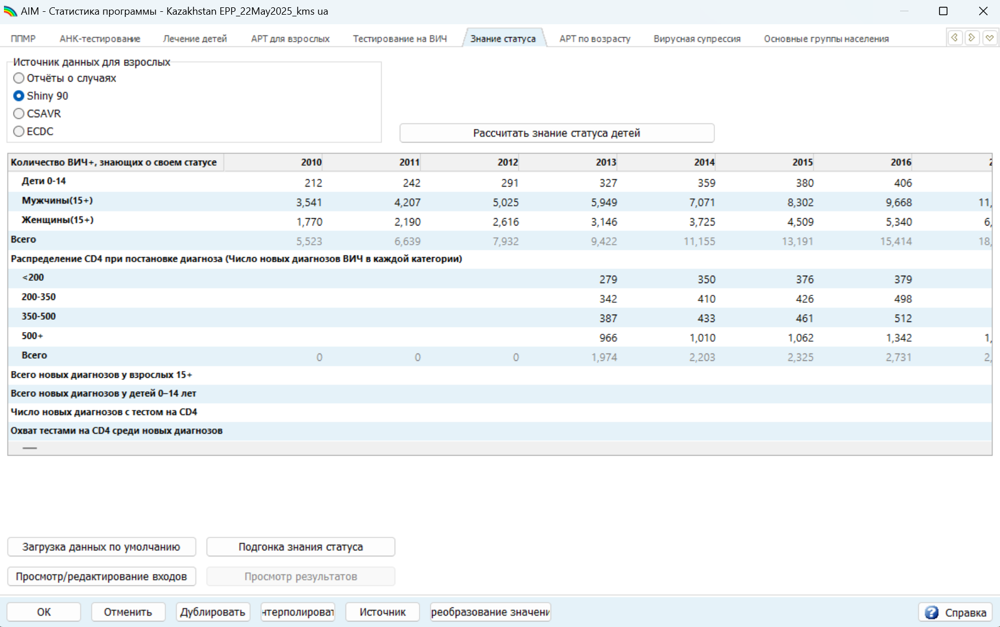 AIM - Статистика программы - Kazakhstan EPP_22May2025_kms ua
ППМР АНК-тестирование Лечение детей АРТ для взрослых Тестирование на ВИЧ Знание статуса АРТ по возрасту Вирусная супрессия Основные группы населения
Источник данных для взрослых
Отчёты о случаях
Shiny 90
CSAVR
ECDC
Рассчитать знание статуса детей
Количество ВИЧ+, знающих о своем статусе 2010 2011 2012 2013 2014 2015 2016
Дети 0-14 212 242 291 327 359 380 406
Мужчины(15+) 3,541 4,207 5,025 5,949 7,071 8,302 9,668 11,
Женщины(15+) 1,770 2,190 2,616 3,146 3,725 4,509 5,340 6,
Всего 5,523 6,639 7,932 9,422 11,155 13,191 15,414 18,
Распределение CD4 при постановке диагноза (Число новых диагнозов ВИЧ в каждой категории)
<200 279 350 376 379
200-350 342 410 426 498
350-500 387 433 461 512
500+ 966 1,010 1,062 1,342 1,
Всего 0 0 0 1,974 2,203 2,325 2,731 2,
Всего новых диагнозов у взрослых 15+
Всего новых диагнозов у детей 0–14 лет
Число новых диагнозов с тестом на CD4
Охват тестами на CD4 среди новых диагнозов
Загрузка данных по умолчанию Подгонка знания статуса
Просмотр/редактирование входов Просмотр результатов
ОК Отменить Дублировать нтерполироват Источник реобразование значени Справка